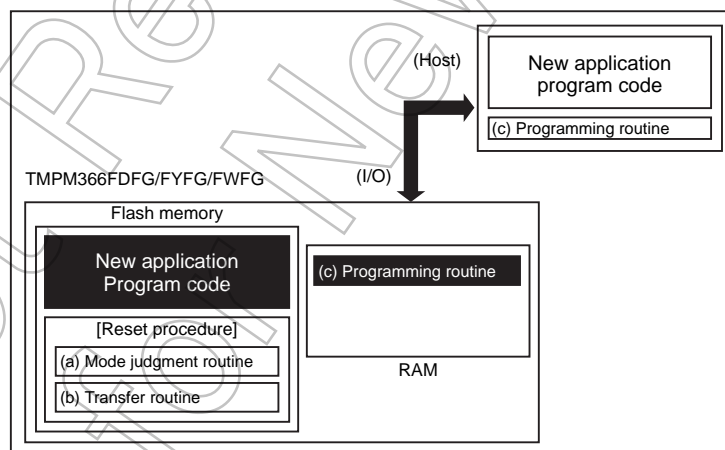 (Host)
New application
program code
(c) Programming routine
(I/O)
TMPM366FDFG/FYFG/FWFG
Flash memory
New application
Program code
[Reset procedure]
(a) Mode judgment routine
(b) Transfer routine
(c) Programming routine
RAM